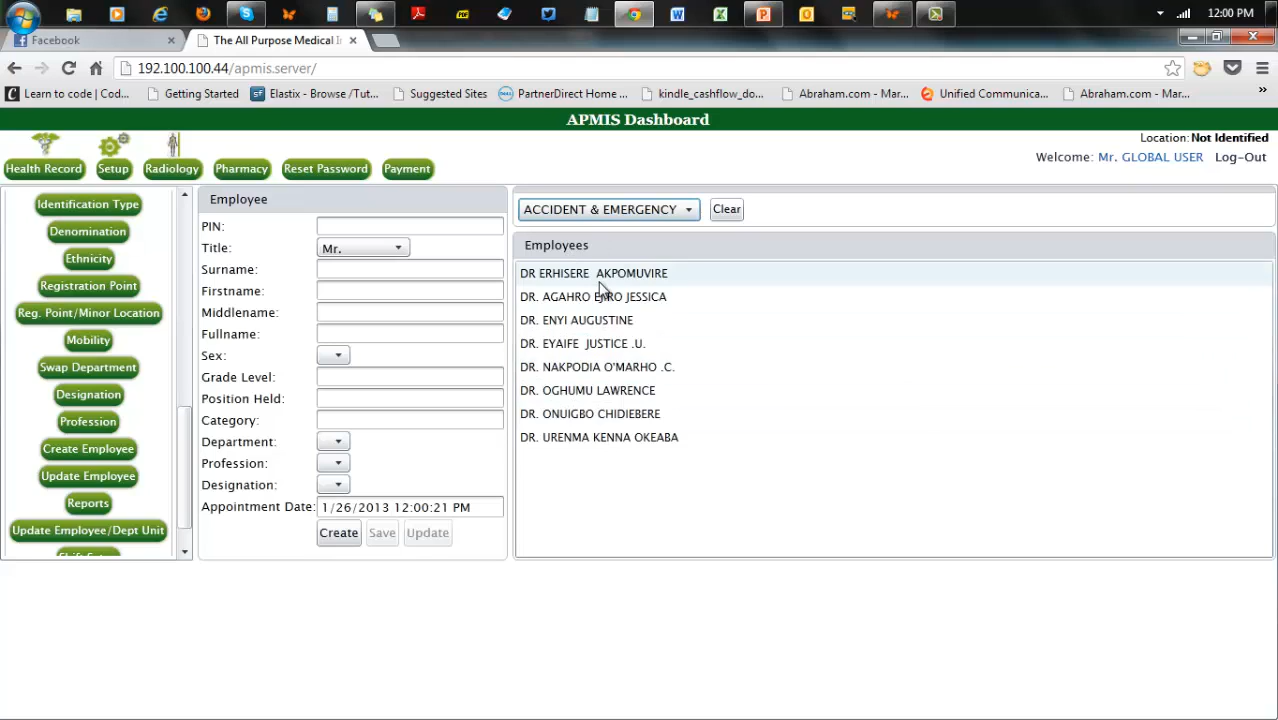 12:00 PM
Facebook
The All Purpose Medical I
192.100.100.44/apmis.server/
Learn to code | Cod...
Getting Started
Elastix - Browse /Tut...
Suggested Sites
PartnerDirect Home ...
kindle_cashflow_do...
Abraham.com - Mar...
Unified Communica...
Abraham.com - Mar...
APMIS Dashboard
Location: Not Identified
Welcome: Mr. GLOBAL USER Log-Out
Health Record
Setup
Radiology
Pharmacy
Reset Password
Payment
Identification Type
Denomination
Ethnicity
Registration Point
Reg. Point/Minor Location
Mobility
Swap Department
Designation
Profession
Create Employee
Update Employee
Reports
Update Employee/Dept Unit
Employee
PIN:
Title: Mr.
Surname:
Firstname:
Middlename:
Fullname:
Sex:
Grade Level:
Position Held:
Category:
Department:
Profession:
Designation:
Appointment Date: 1/26/2013 12:00:21 PM
Create Save Update
ACCIDENT & EMERGENCY
Clear
Employees
DR ERHISERE AKPOMUVIRE
DR. AGAHRO JESSICA
DR. ENYI AUGUSTINE
DR. EYAIFE JUSTICE .U.
DR. NAKPODIA O'MARHO .C.
DR. OGHUMU LAWRENCE
DR. ONUIGBO CHIDIEBERE
DR. URENMA KENNA OKEABA